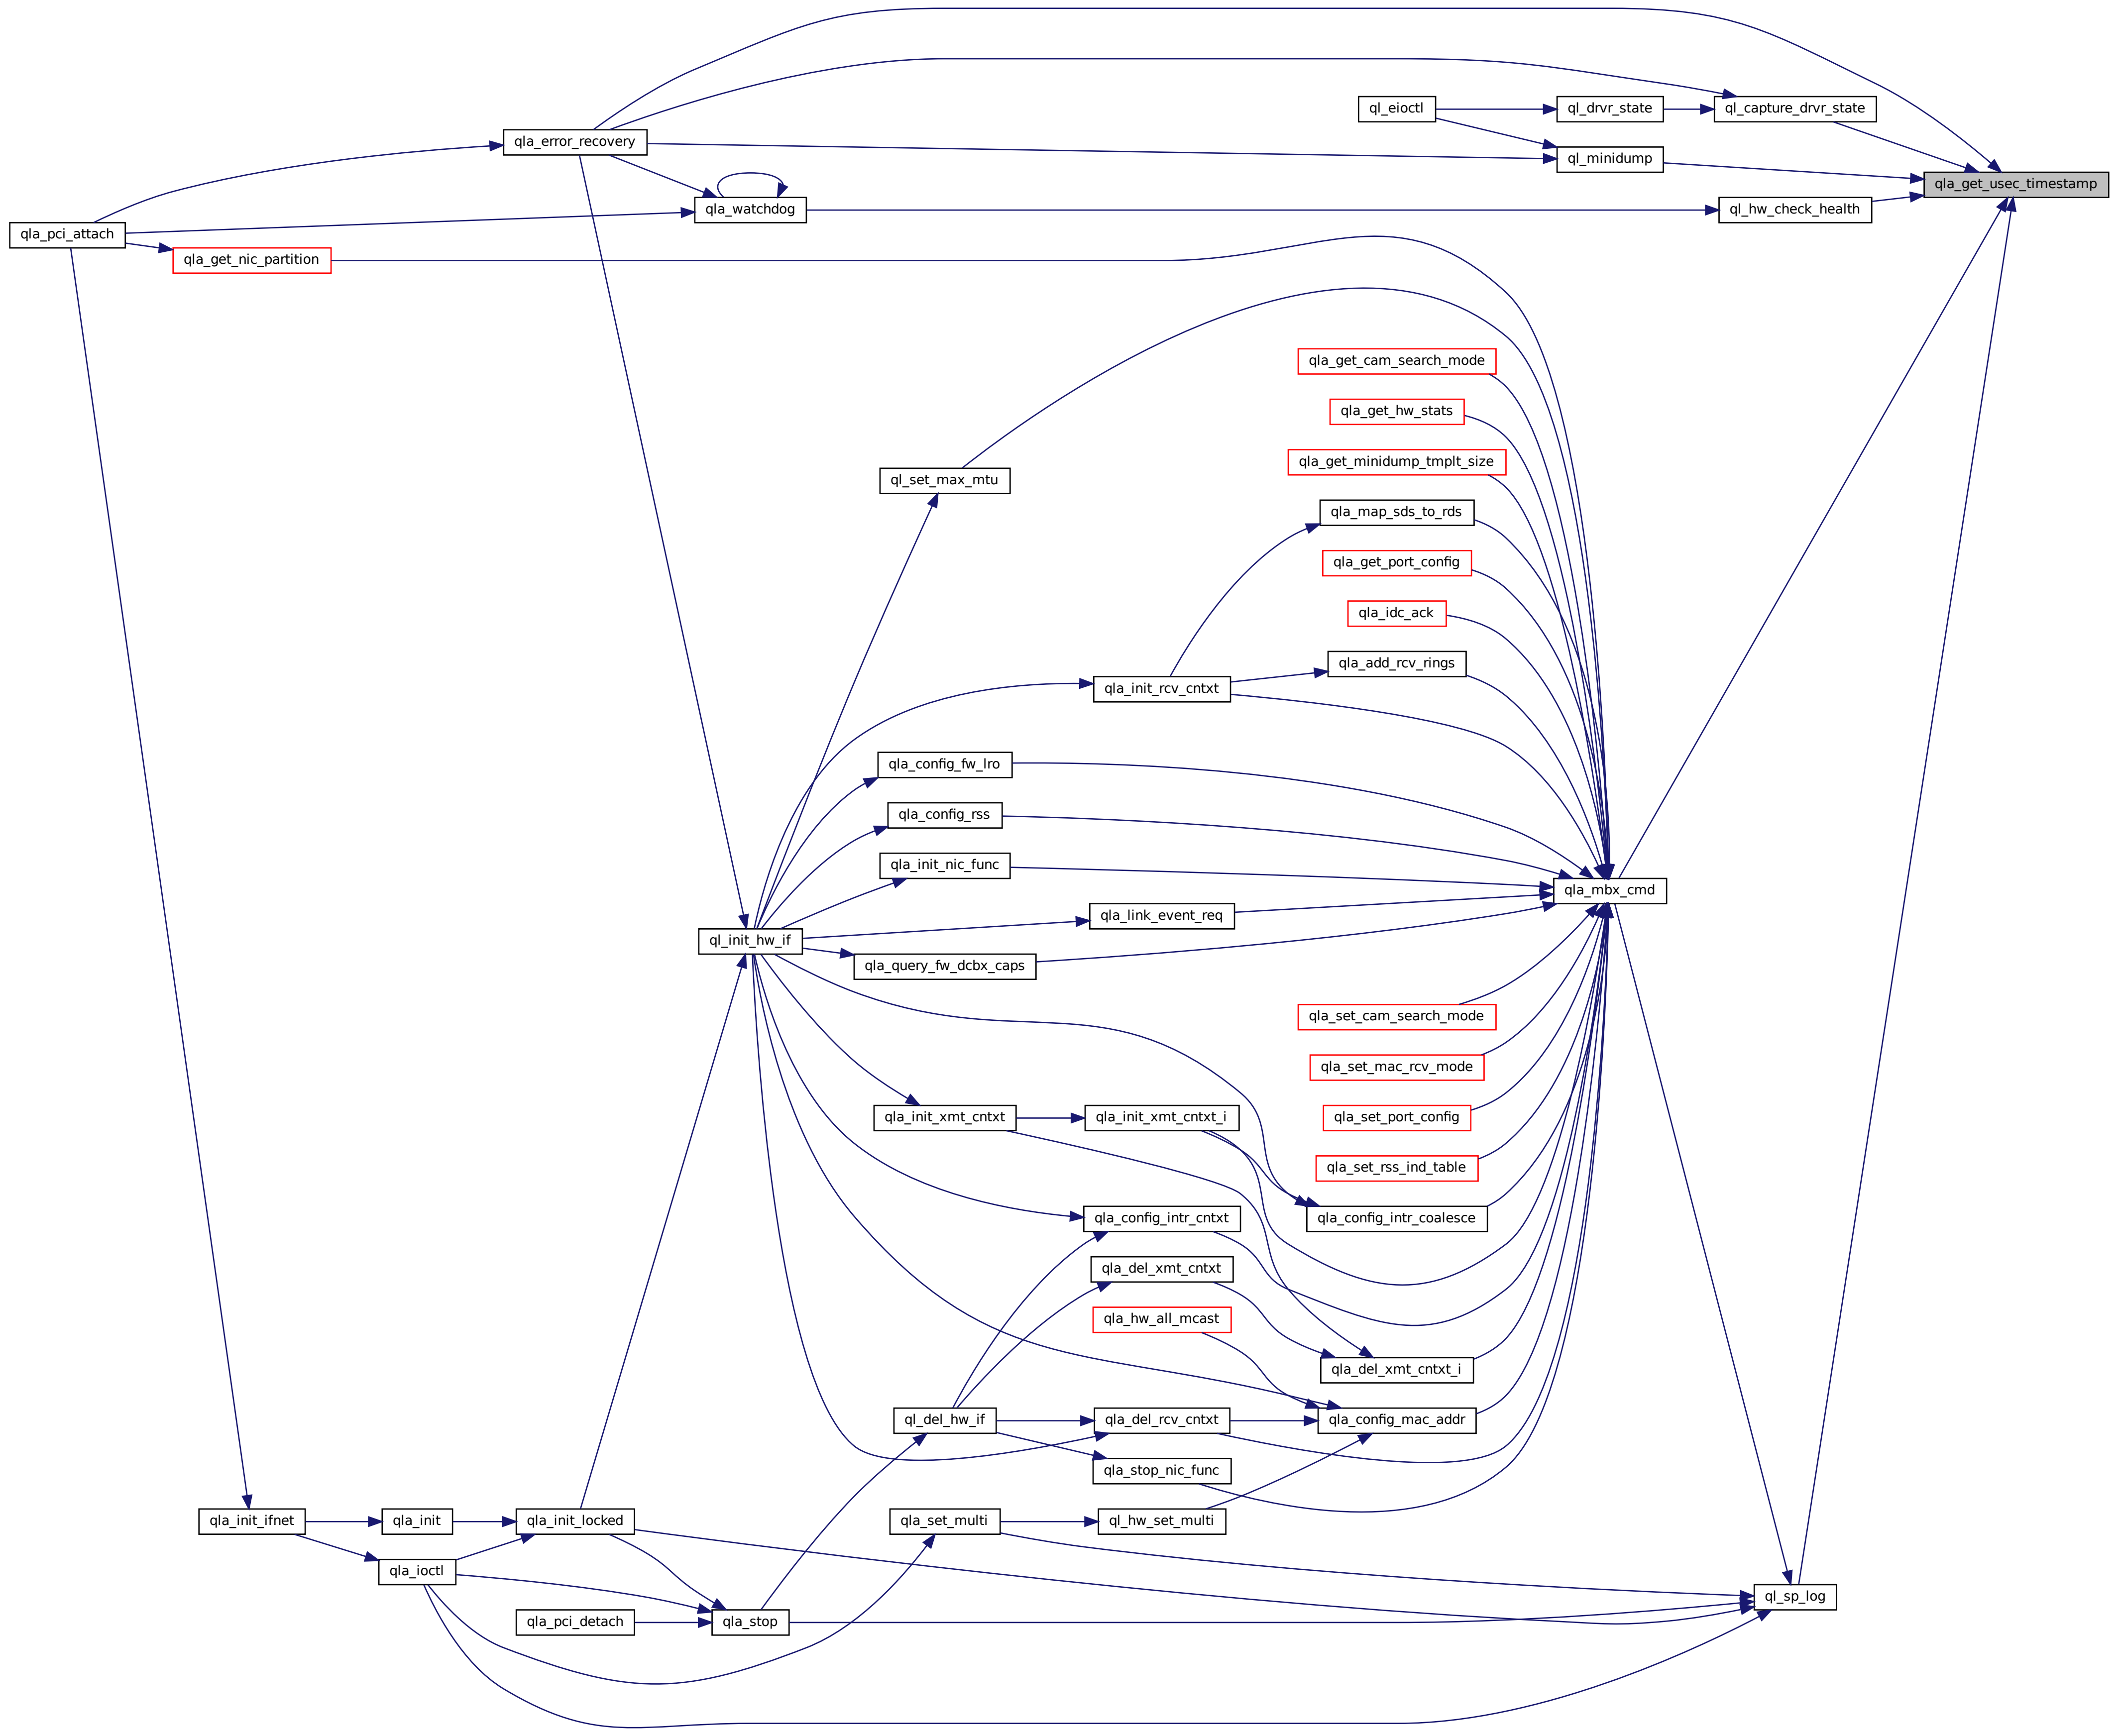 ql_eioctl
ql_drvr_state
ql_capture_drvr_state
qla_error_recovery
ql_minidump
qla_get_usec_timestamp
qla_watchdog
ql_hw_check_health
qla_pci_attach
qla_get_nic_partition
qla_get_cam_search_mode
qla_get_hw_stats
qla_get_minidump_tmplt_size
ql_set_max_mtu
qla_map_sds_to_rds
qla_get_port_config
qla_idc_ack
qla_add_rcv_rings
qla_init_rcv_cntxt
qla_config_fw_lro
qla_config_rss
qla_init_nic_func
qla_mbx_cmd
qla_link_event_req
ql_init_hw_if
qla_query_fw_dcbx_caps
qla_set_cam_search_mode
qla_set_mac_rcv_mode
qla_init_xmt_cntxt
qla_init_xmt_cntxt_i
qla_set_port_config
qla_set_rss_ind_table
qla_config_intr_cntxt
qla_config_intr_coalesce
qla_del_xmt_cntxt
qla_hw_all_mcast
qla_del_xmt_cntxt_i
ql_del_hw_if
qla_del_rcv_cntxt
qla_config_mac_addr
qla_stop_nic_func
qla_init_ifnet
qla_init
qla_init_locked
qla_set_multi
ql_hw_set_multi
qla_ioctl
ql_sp_log
qla_pci_detach
qla_stop